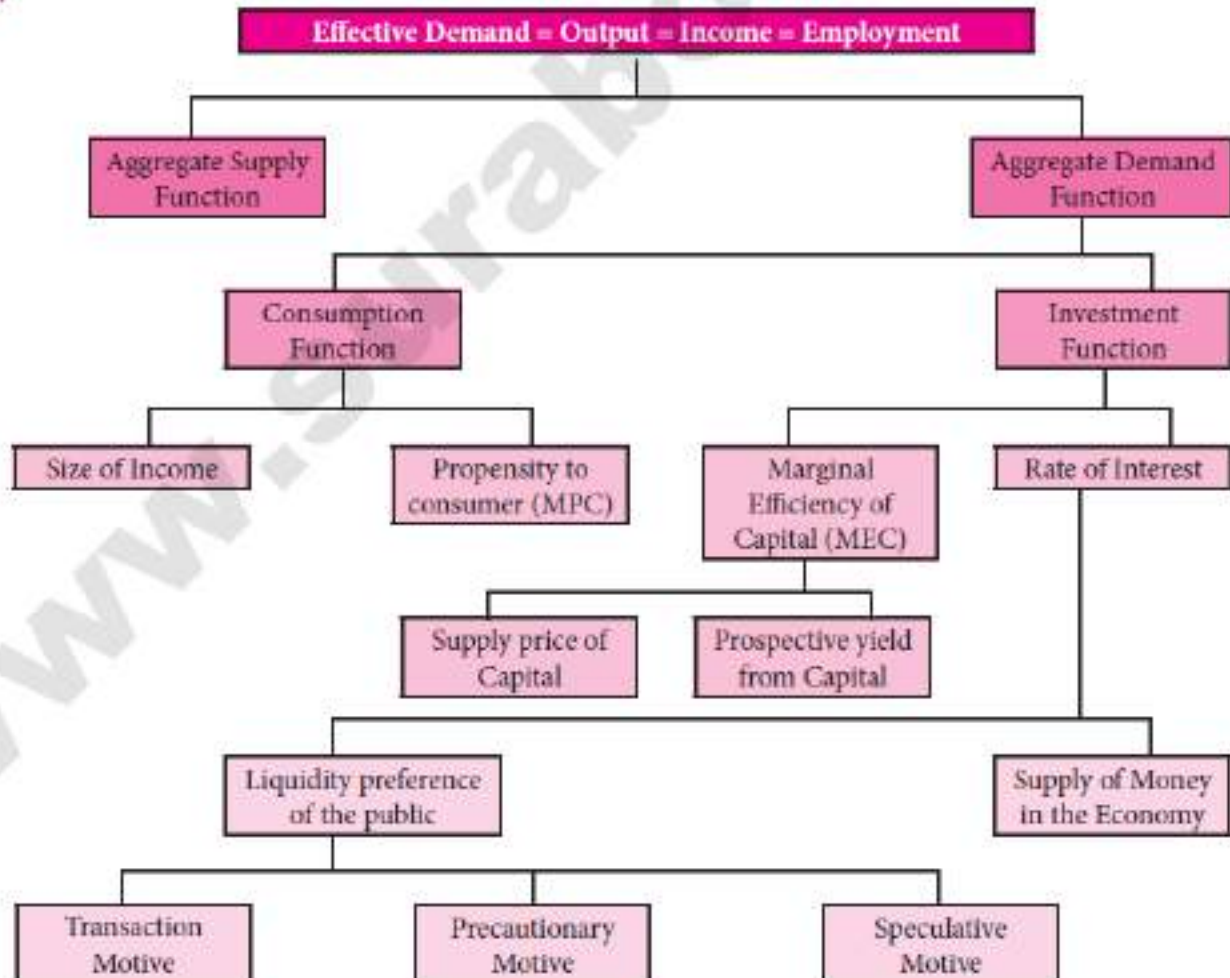 Effective Demand = Output = Income = Employment
Aggregate Supply
Function
Aggregate Demand
Function
Consumption
Function
Investment
Function
Size of Income
Propensity to
consumer (MPC)
Marginal
Efficiency of
Capital (MEC)
Rate of Interest
Supply price of
Capital
Prospective yield
from Capital
Liquidity preference
of the public
Supply of Money
in the Economy
Transaction
Motive
Precautionary
Motive
Speculative
Motive
www.surab